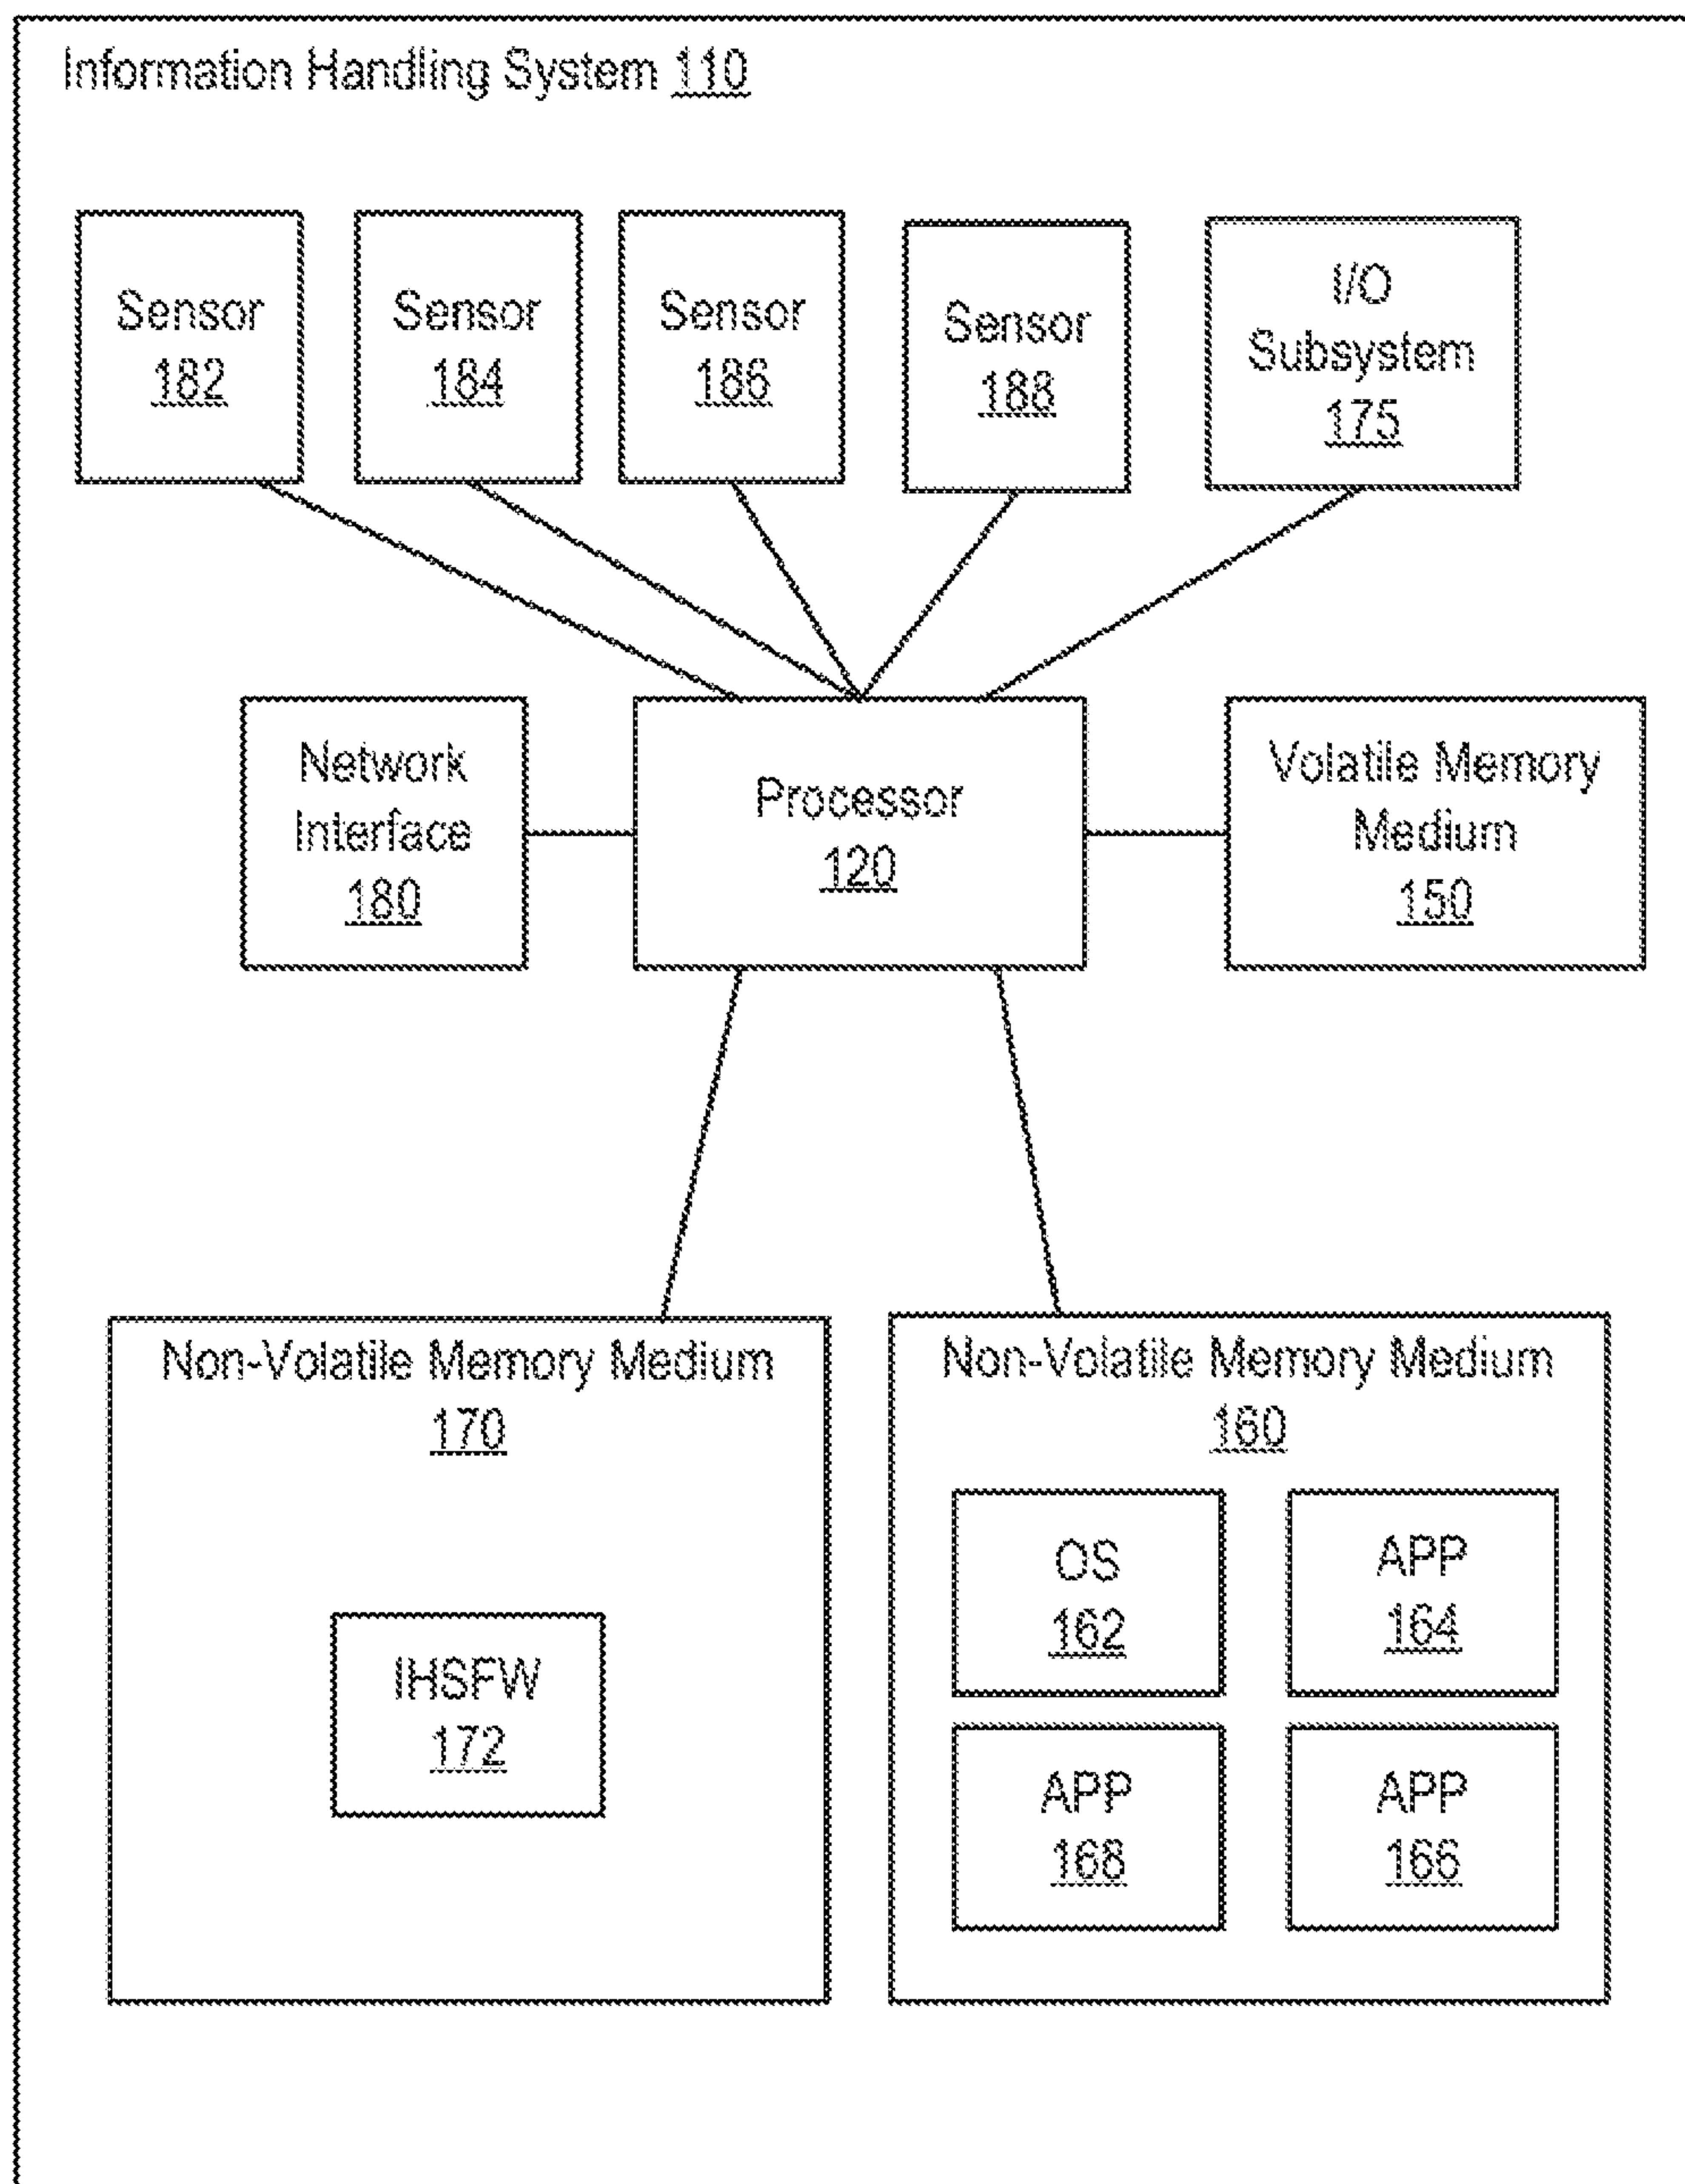 Information Handling System 110
Sensor
182
Sensor
184
Sensor
186
Sensor
188
I/O
Subsystem
175
Network
Interface
180
Processor
120
Volatile Memory
Medium
150
Non-Volatile Memory Medium
170
IHSFW
172
Non-Volatile Memory Medium
160
OS
162
APP
164
APP
168
APP
166